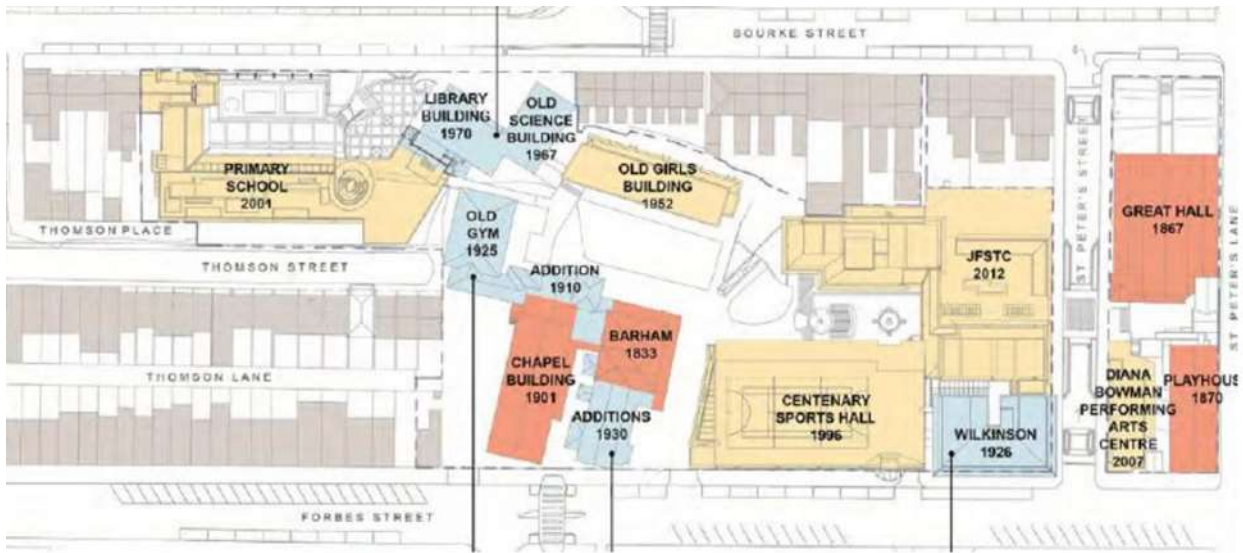 BOURKE STREET
LIBRARY
BUILDING
1970
OLD
SCIENCE
BUILDING
1967
PRIMARY
SCHOOL
2001
OLD GIRLS
BUILDING
1952
ST PETER'S STREET
GREAT HALL
1867
THOMSON PLACE
OLD
GYM
1925
THOMSON STREET
ADDITION
1910
JFSTC
2012
ST PETER'S LANE
BARHAM
1833
CHAPEL
BUILDING
1901
THOMSON LANE
ADDITIONS
1930
CENTENARY
SPORTS HALL
1996
WILKINSON
1926
DIANA
BOWMAN
PERFORMING
ARTS
CENTRE
2007
PLAYHOUS
1870
FORBES STREET